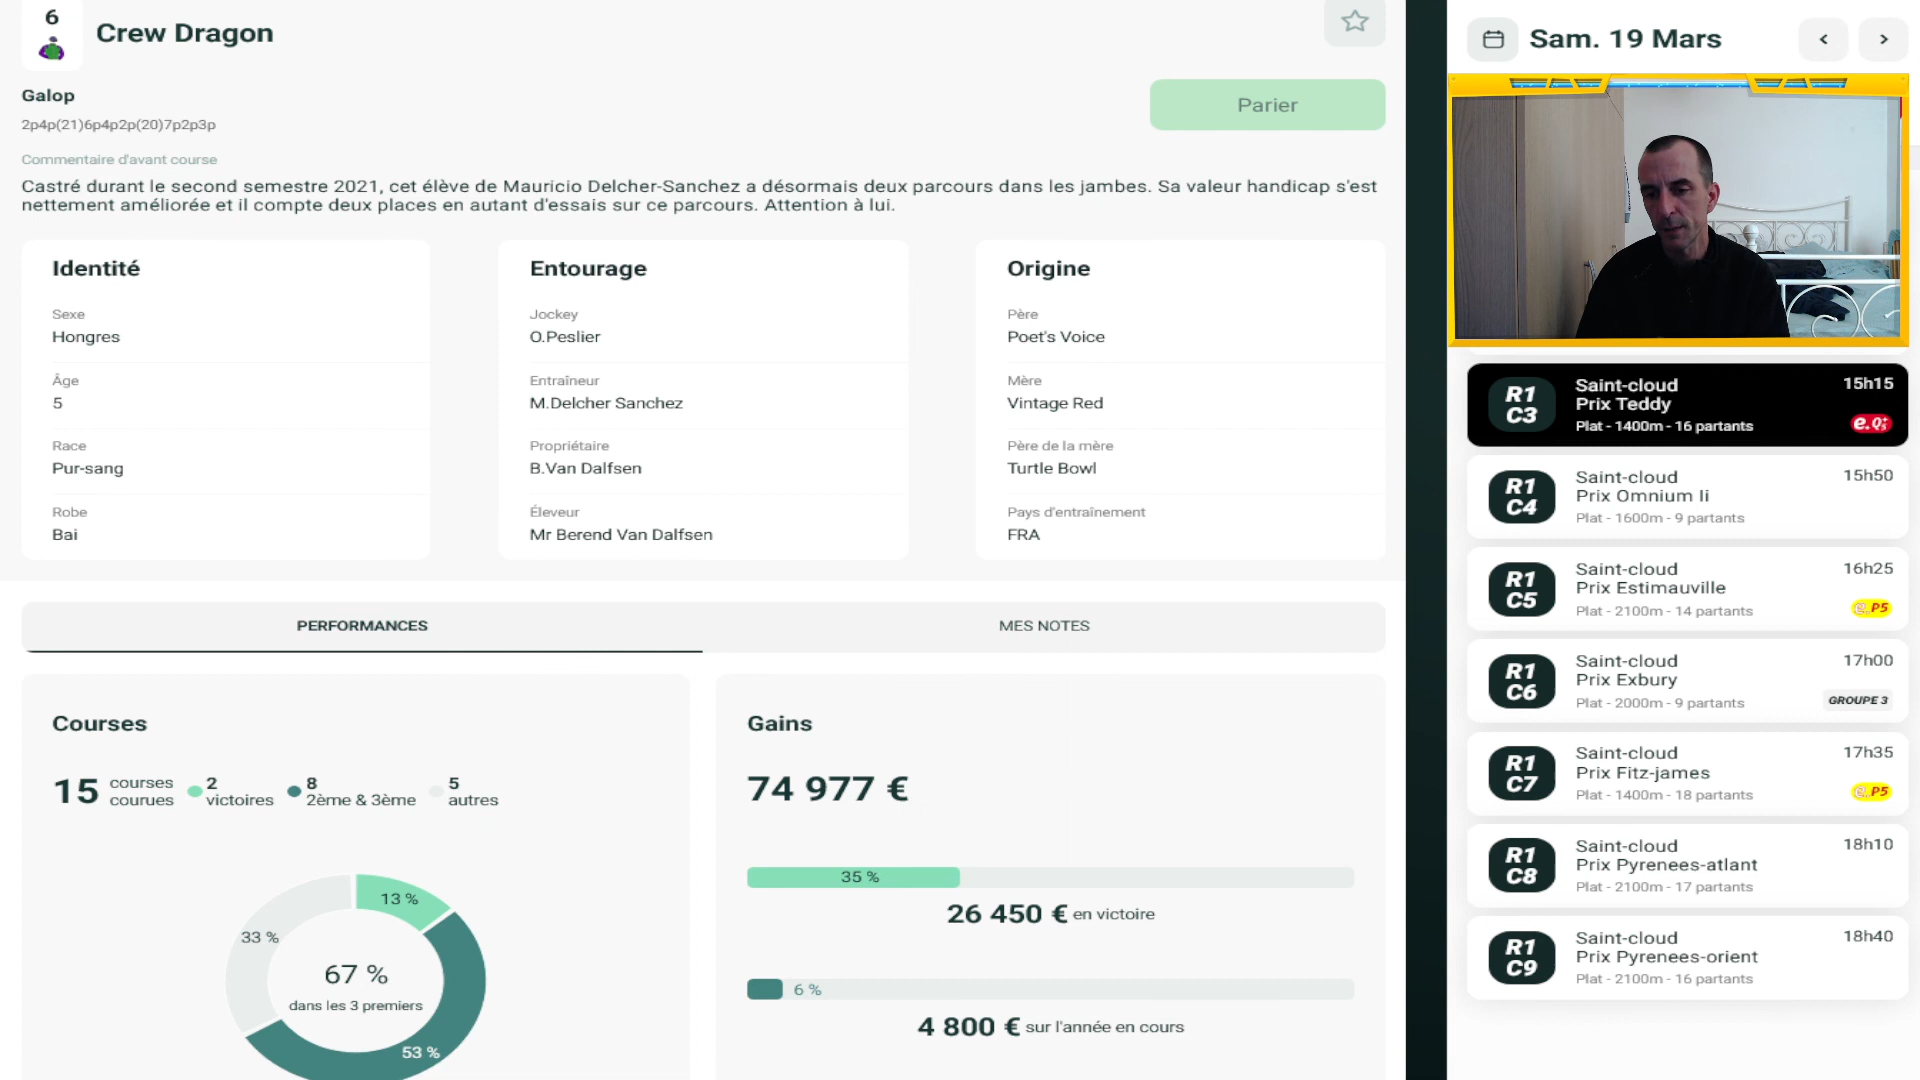 6
Crew Dragon
Galop
Parier
2p4p(21)6p4p2p(20)7p2p3p
Commentaire d'avant course
Castré durant le second semestre 2021, cet élève de Mauricio Delcher-Sanchez a désormais deux parcours dans les jambes. Sa valeur handicap s'est
nettement améliorée et il compte deux places en autant d'essais sur ce parcours. Attention à lui.
Identité
Sexe
Hongres
Âge
5
Race
Pur-sang
Robe
Bai
Entourage
Jockey
O.Peslier
Entraîneur
M.Delcher Sanchez
Propriétaire
B.Van Dalfsen
Éleveur
Mr Berend Van Dalfsen
Origine
Père
Poet's Voice
Mère
Vintage Red
Père de la mère
Turtle Bowl
Pays d'entraînement
FRA
PERFORMANCES
MES NOTES
Courses
15 courses courues
2 victoires
8 2ème & 3ème
5 autres
13 %
33 %
67 %
dans les 3 premiers
53 %
Gains
74 977 €
35 %
26 450 € en victoire
6 %
4 800 € sur l'année en cours
Sam. 19 Mars
< >
R1 C3
Saint-cloud
Prix Teddy
Plat - 1400m - 16 partants
15h15
R1 C4
Saint-cloud
Prix Omnium Ii
Plat - 1600m - 9 partants
15h50
R1 C5
Saint-cloud
Prix Estimauville
Plat - 2100m - 14 partants
16h25
e.P5
R1 C6
Saint-cloud
Prix Exbury
Plat - 2000m - 9 partants
17h00
GROUPE 3
R1 C7
Saint-cloud
Prix Fitz-james
Plat - 1400m - 18 partants
17h35
e.P5
R1 C8
Saint-cloud
Prix Pyrenees-atlant
Plat - 2100m - 17 partants
18h10
R1 C9
Saint-cloud
Prix Pyrenees-orient
Plat - 2100m - 16 partants
18h40